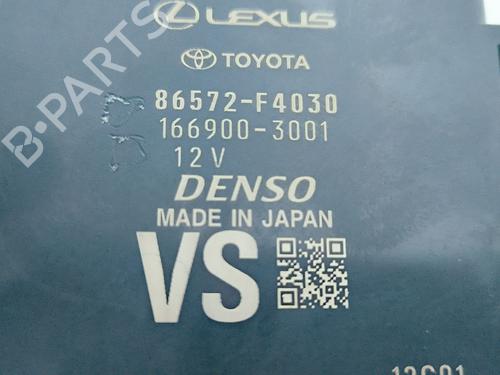 LEXUS
TOYOTA
86572-F4030
166900-3001
12V
DENSO
MADE IN JAPAN
VS
B-PARTS